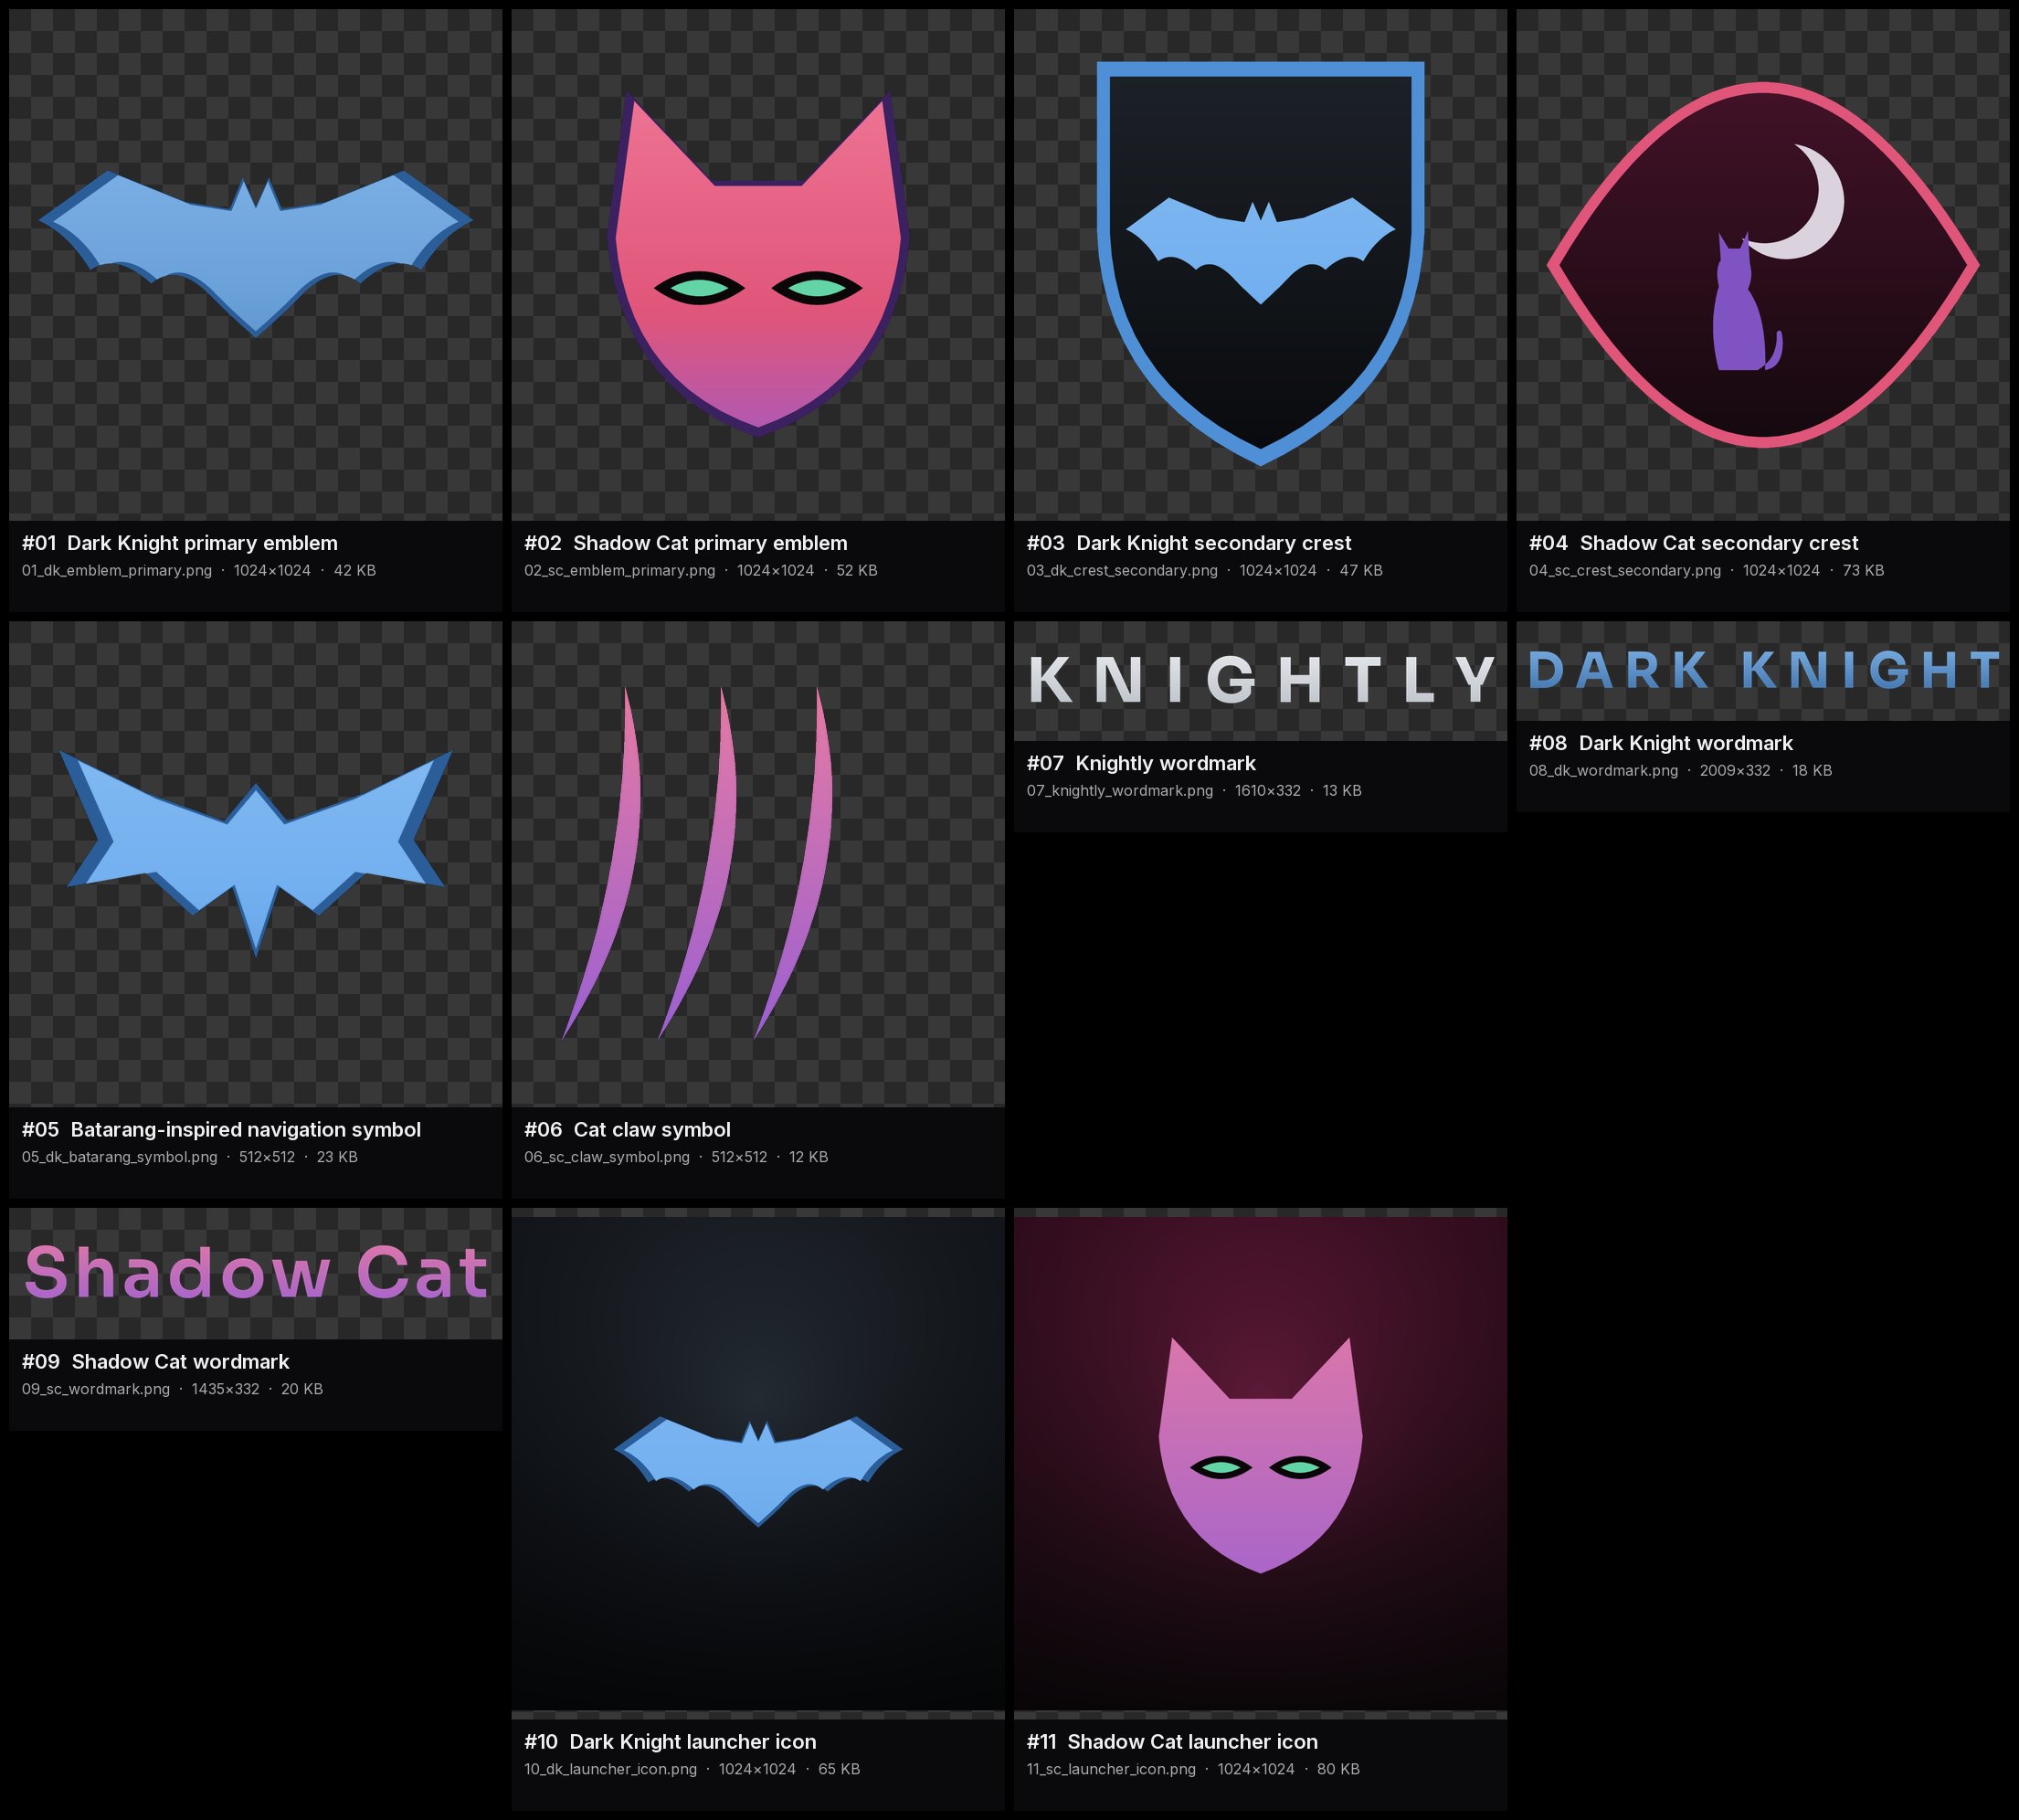 #01 Dark Knight primary emblem
01_dk_emblem_primary.png · 1024×1024 · 42 KB
#02 Shadow Cat primary emblem
02_sc_emblem_primary.png · 1024×1024 · 52 KB
#03 Dark Knight secondary crest
03_dk_crest_secondary.png · 1024×1024 · 47 KB
#04 Shadow Cat secondary crest
04_sc_crest_secondary.png · 1024×1024 · 73 KB
#05 Batarang-inspired navigation symbol
05_dk_batarang_symbol.png · 512×512 · 23 KB
#06 Cat claw symbol
06_sc_claw_symbol.png · 512×512 · 12 KB
KNIGHTLY
#07 Knightly wordmark
07_knightly_wordmark.png · 1610×332 · 13 KB
DARK KNIGHT
#08 Dark Knight wordmark
08_dk_wordmark.png · 2009×332 · 18 KB
Shadow Cat
#09 Shadow Cat wordmark
09_sc_wordmark.png · 1435×332 · 20 KB
#10 Dark Knight launcher icon
10_dk_launcher_icon.png · 1024×1024 · 65 KB
#11 Shadow Cat launcher icon
11_sc_launcher_icon.png · 1024×1024 · 80 KB